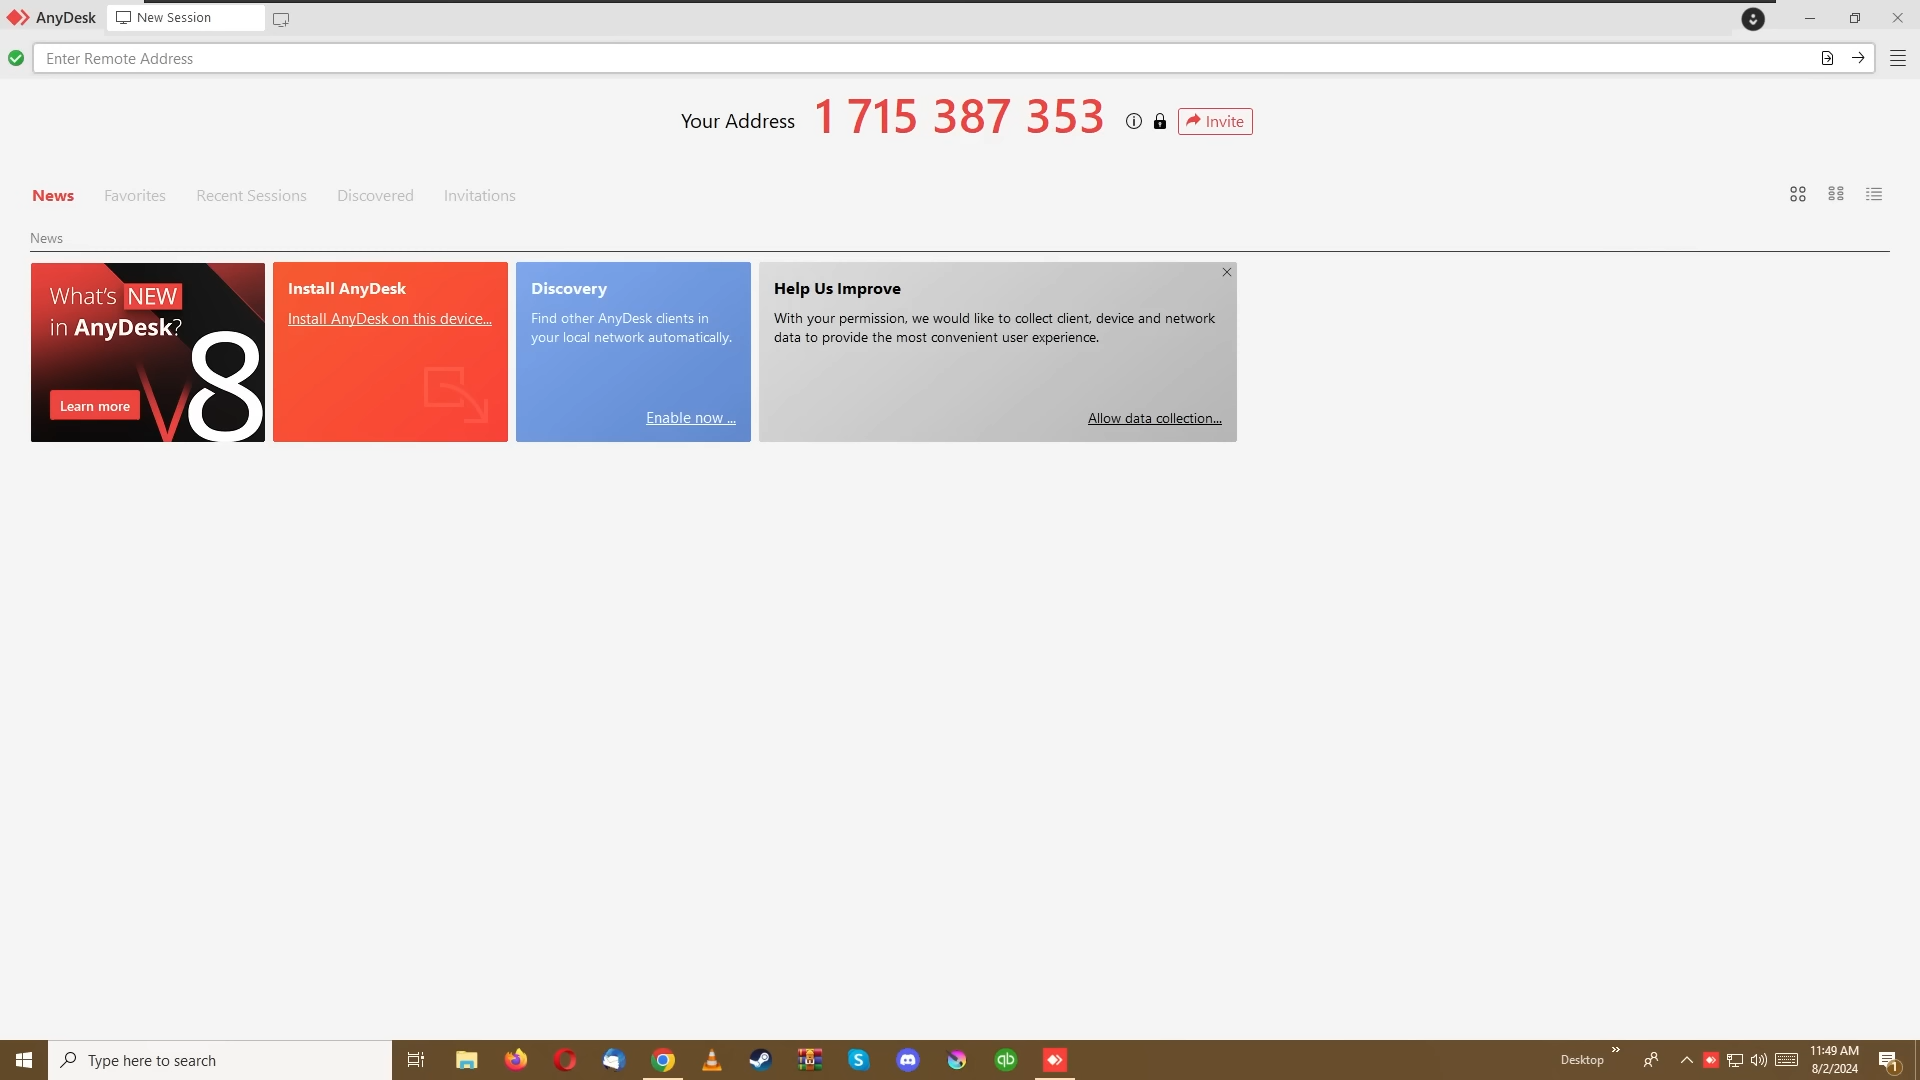 AnyDesk
New Session
Enter Remote Address
Your Address 1 715 387 353 Invite
News Favorites Recent Sessions Discovered Invitations
News
What's NEW
in AnyDesk?
V8
Learn more
Install AnyDesk
Install AnyDesk on this device...
Discovery
Find other AnyDesk clients in
your local network automatically.
Enable now ...
Help Us Improve
With your permission, we would like to collect client, device and network
data to provide the most convenient user experience.
Allow data collection...
Type here to search
S
qb
Desktop
11:49 AM
8/2/2024
1